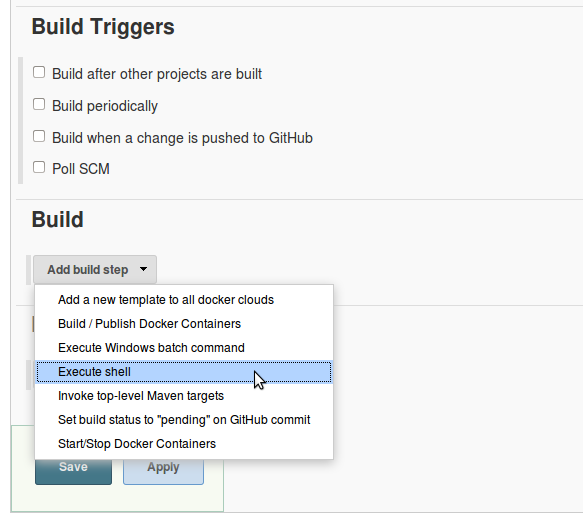 Build Triggers
Build after other projects are built
Build periodically
Build when a change is pushed to GitHub
Poll SCM
Build
Add build step
Add a new template to all docker clouds
Build / Publish Docker Containers
Execute Windows batch command
Execute shell
Invoke top-level Maven targets
Set build status to "pending" on GitHub commit
Start/Stop Docker Containers
Save
Apply